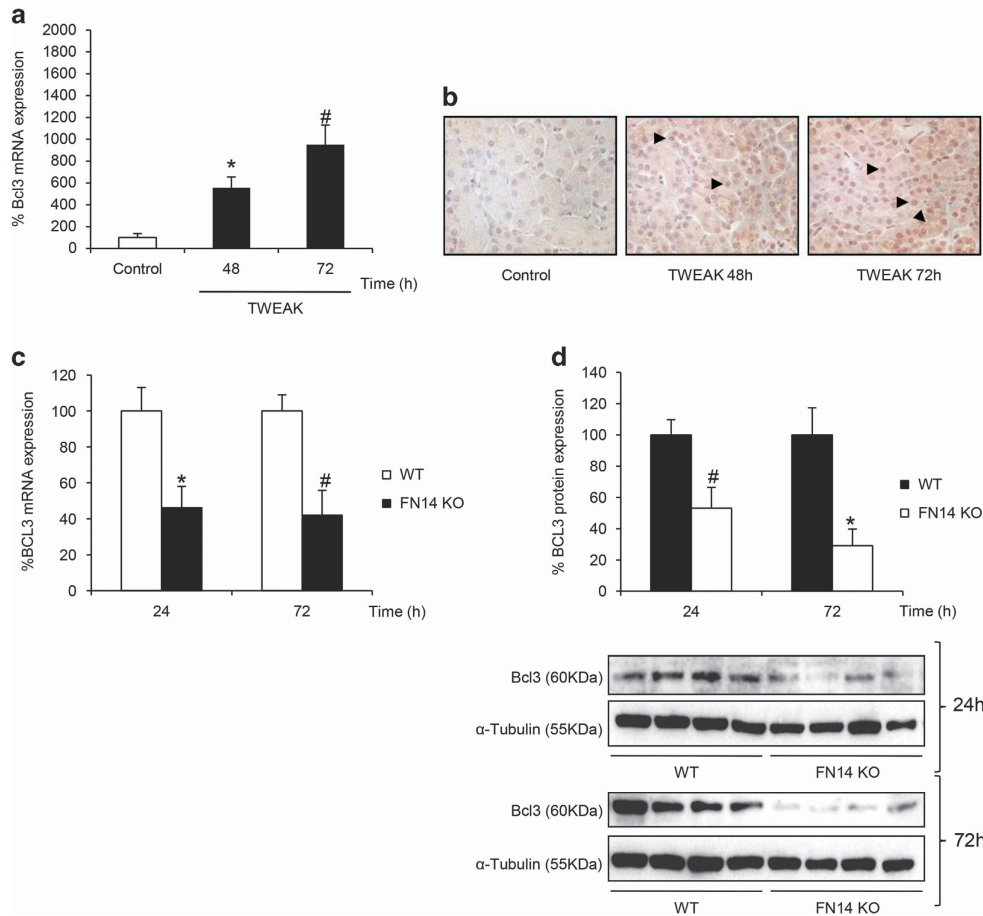 a
% Bcl3 mRNA expression
2000
1800
1600
1400
1200
1000
800
600
400
200
0
*
#
Control
48
72
Time (h)
TWEAK
b
Control
TWEAK 48h
TWEAK 72h
c
%BCL3 mRNA expression
120
100
80
60
40
20
0
*
#
WT
FN14 KO
24
72
Time (h)
d
% BCL3 protein expression
140
120
100
80
60
40
20
0
#
*
WT
FN14 KO
24
72
Time (h)
Bcl3 (60KDa)
α-Tubulin (55KDa)
WT
FN14 KO
24h
Bcl3 (60KDa)
α-Tubulin (55KDa)
WT
FN14 KO
72h